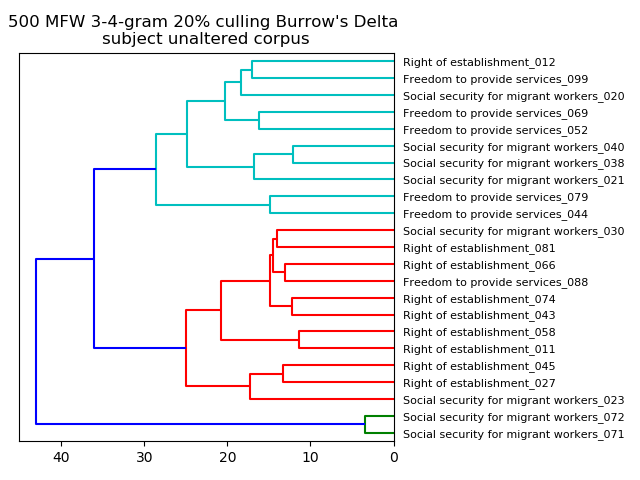 500 MFW 3-4-gram 20% culling Burrow's Delta
subject unaltered corpus
Right of establishment_012
Freedom to provide services_099
Social security for migrant workers_020
Freedom to provide services_069
Freedom to provide services_052
Social security for migrant workers_040
Social security for migrant workers_038
Social security for migrant workers_021
Freedom to provide services_079
Freedom to provide services_044
Social security for migrant workers_030
Right of establishment_081
Right of establishment_066
Freedom to provide services_088
Right of establishment_074
Right of establishment_043
Right of establishment_058
Right of establishment_011
Right of establishment_045
Right of establishment_027
Social security for migrant workers_023
Social security for migrant workers_072
Social security for migrant workers_071
40 30 20 10 0